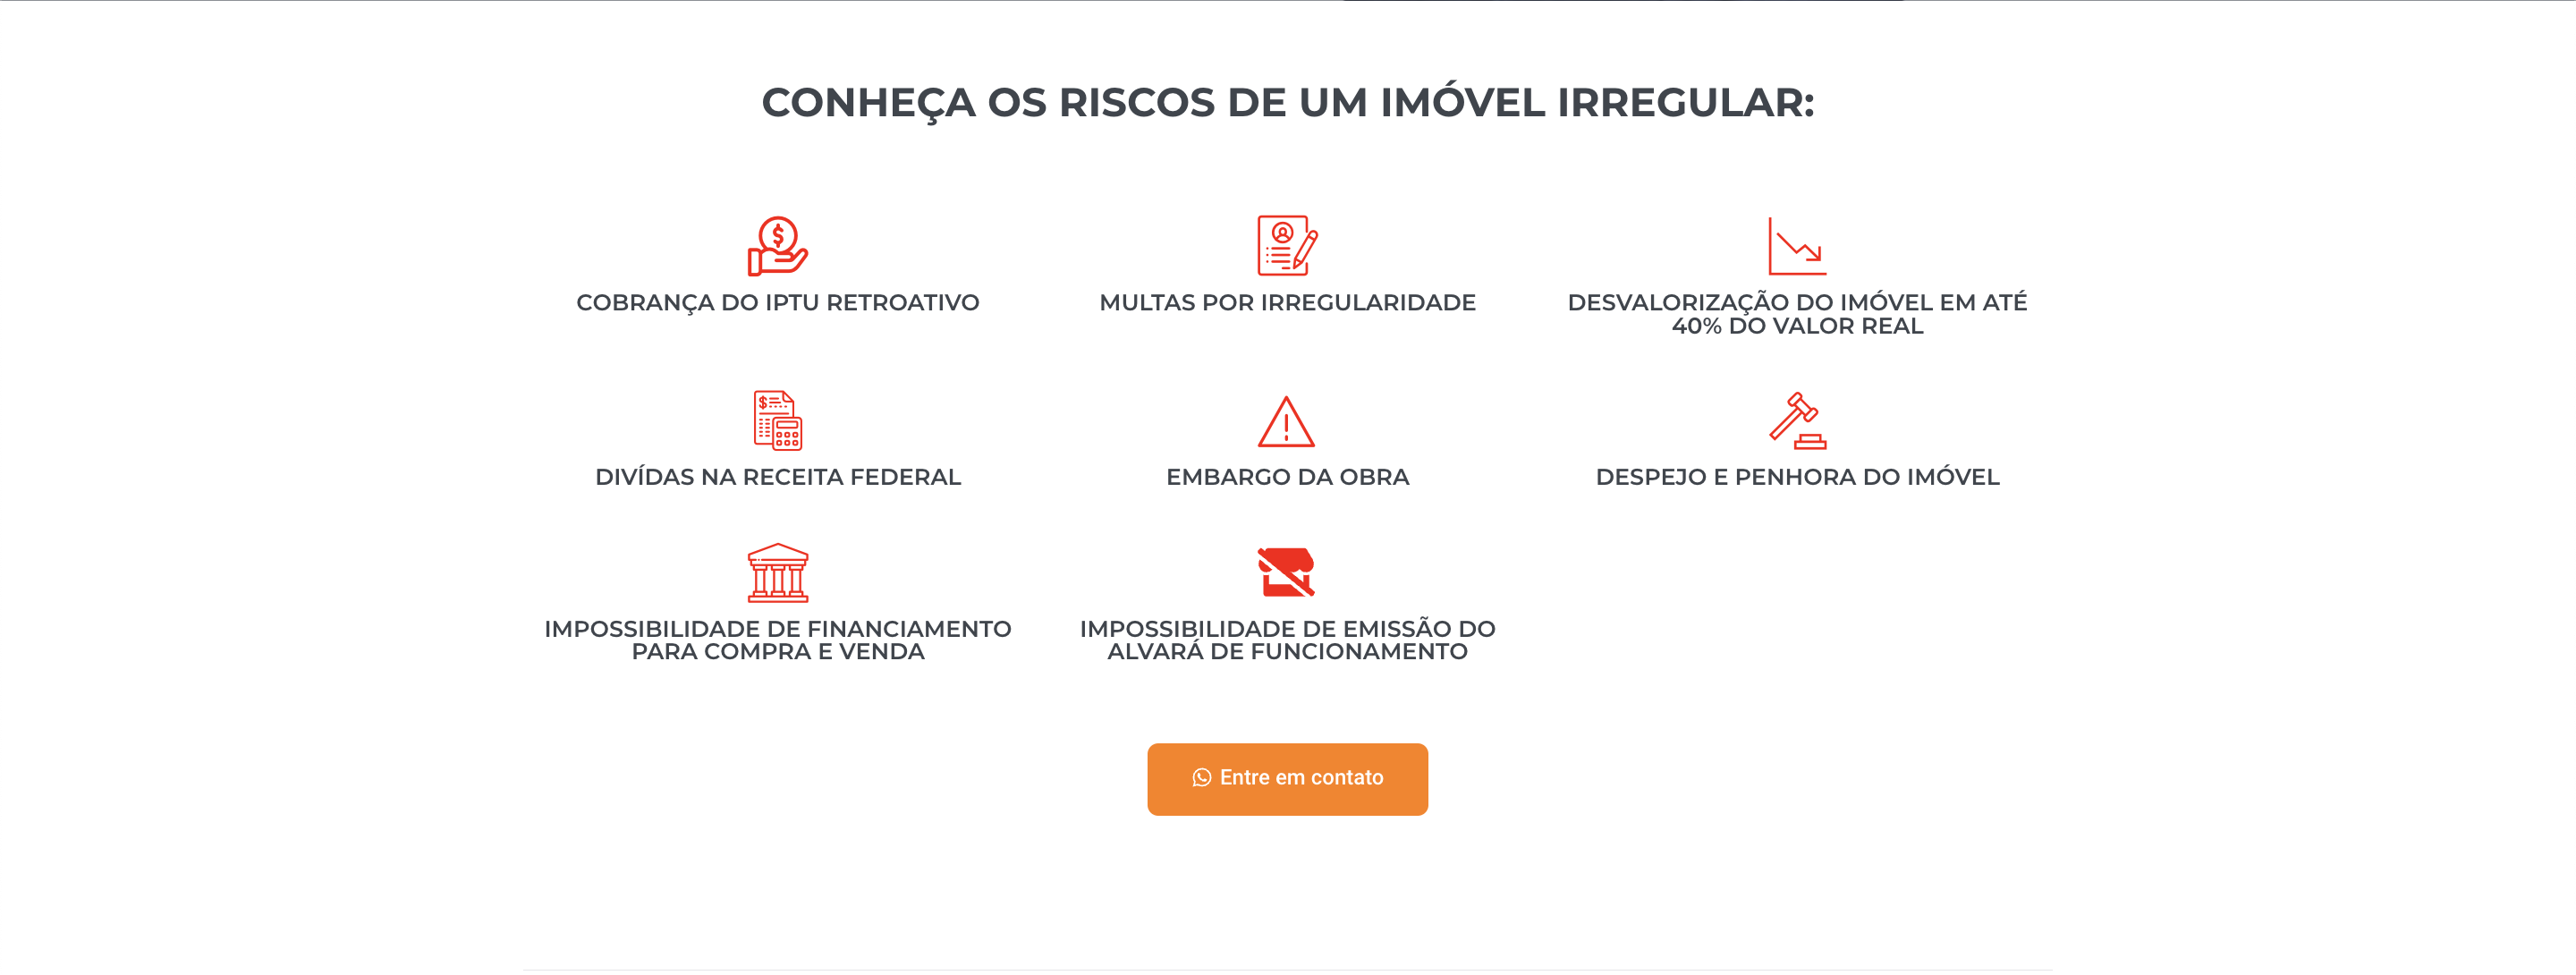 CONHEÇA OS RISCOS DE UM IMÓVEL IRREGULAR:
COBRANÇA DO IPTU RETROATIVO
MULTAS POR IRREGULARIDADE
DESVALORIZAÇÃO DO IMÓVEL EM ATÉ
40% DO VALOR REAL
DIVÍDAS NA RECEITA FEDERAL
EMBARGO DA OBRA
DESPEJO E PENHORA DO IMÓVEL
IMPOSSIBILIDADE DE FINANCIAMENTO
PARA COMPRA E VENDA
IMPOSSIBILIDADE DE EMISSÃO DO
ALVARÁ DE FUNCIONAMENTO
Entre em contato